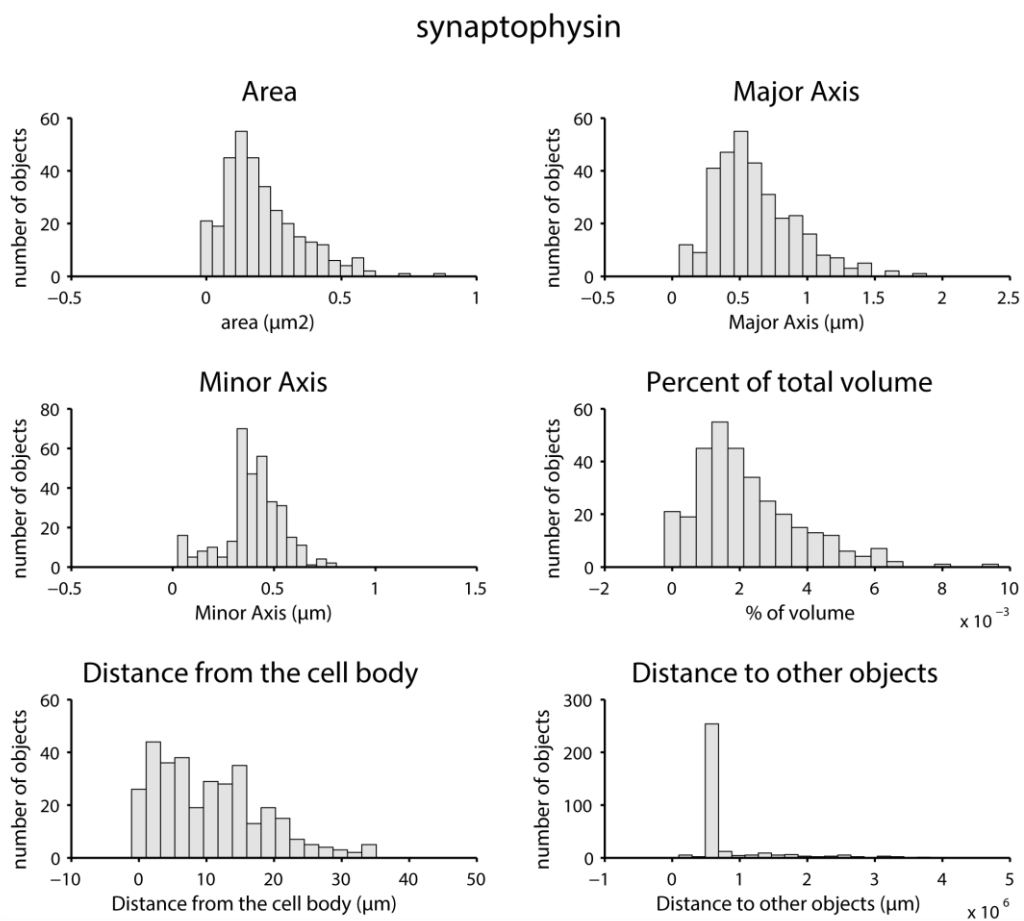 synaptophysin
Area
number of objects
60
40
20
0
−0.5 0 0.5 1
area (µm2)
Major Axis
number of objects
60
40
20
0
−0.5 0 0.5 1 1.5 2 2.5
Major Axis (µm)
Minor Axis
number of objects
80
60
40
20
0
−0.5 0 0.5 1 1.5
Minor Axis (µm)
Percent of total volume
number of objects
60
40
20
0
−2 0 2 4 6 8 10
% of volume
x 10 −3
Distance from the cell body
number of objects
60
40
20
0
−10 0 10 20 30 40 50
Distance from the cell body (µm)
Distance to other objects
number of objects
300
200
100
0
−1 0 1 2 3 4 5
Distance to other objects (µm)
x 10 6